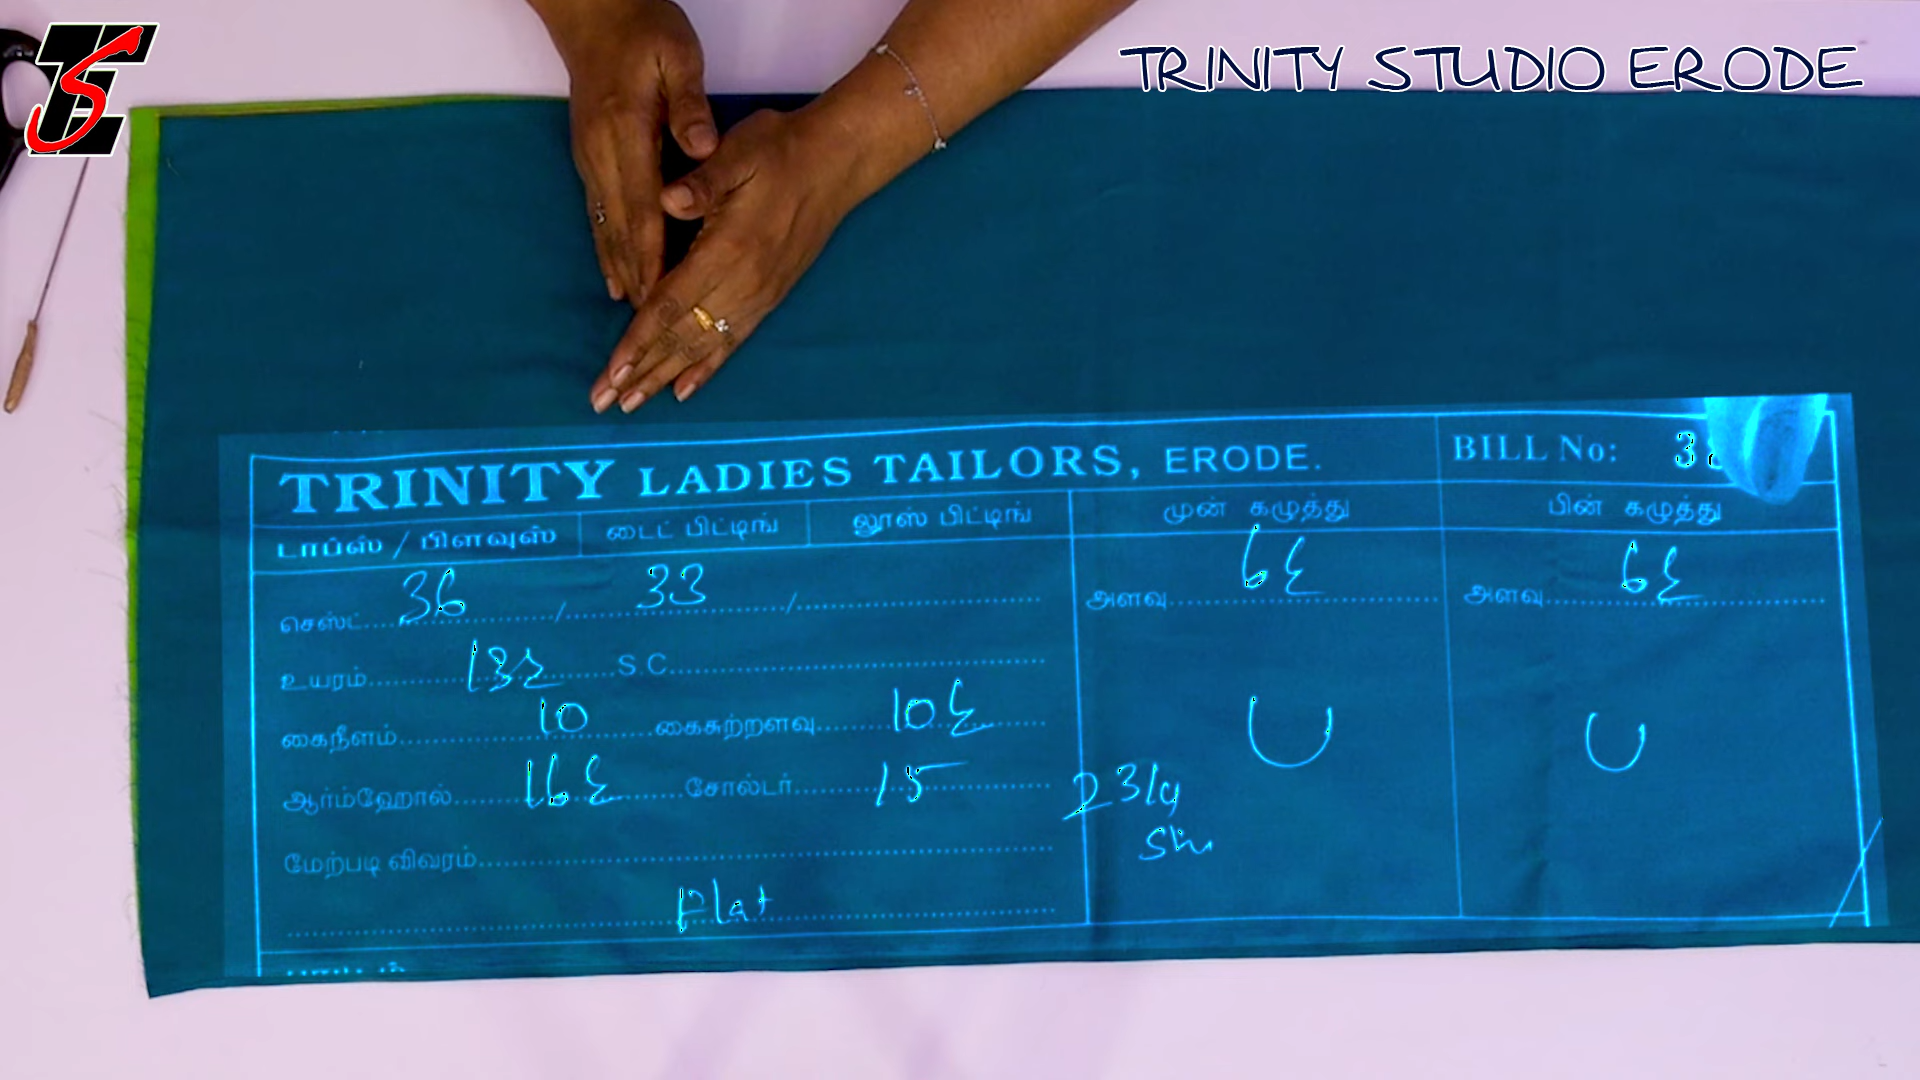 TRINITY STUDIO ERODE
TRINITY LADIES TAILORS, ERODE.
BILL No:
டாப்ஸ் / பிளவுஸ் டைட் பிட்டிங் லூஸ் பிட்டிங் முன் கழுத்து பின் கழுத்து
செஸ்ட் 36 / 33 /
அளவு 6½ அளவு 6½
உயரம் 13½ S.C.
கைநீளம் 10 கைசுற்றளவு 10½
ஆர்ம்ஹோல் 16½ சோல்டர் 15
2 3/4
Sh
மேற்படி விவரம்
Plat